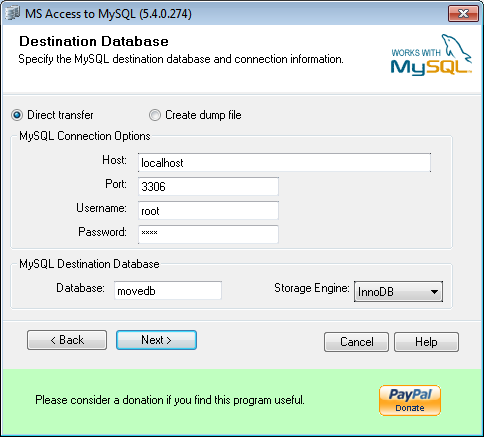 MS Access to MySQL (5.4.0.274)
Destination Database
Specify the MySQL destination database and connection information.
WORKS WITH
MySQL
Direct transfer
Create dump file
MySQL Connection Options
Host: localhost
Port: 3306
Username: root
Password: xxxx
MySQL Destination Database
Database: movedb
Storage Engine: InnoDB
< Back
Next >
Cancel
Help
Please consider a donation if you find this program useful.
PayPal
Donate